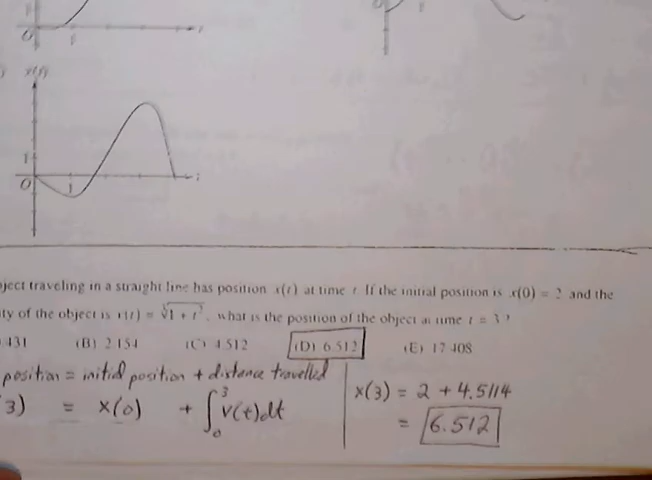 1
O
1
O
x(t)
1
O
1
t
ject traveling in a straight line has position x(t) at time t. If the initial position is x(0) = 2 and the
ty of the object is v(t) = ∛1 + t², what is the position of the object at time t = 3 ?
.431 (B) 2.154 (C) 4.512 (D) 6.512 (E) 17.408
position = initial position + distance travelled
3) = x(0) + ∫₀³ v(t)dt
x(3) = 2 + 4.5114
= 6.512